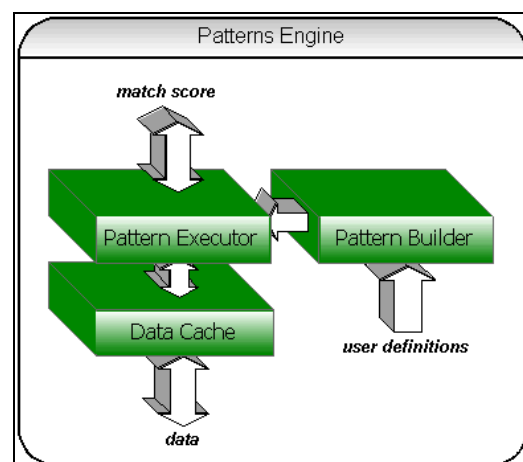 Patterns Engine
match score
Pattern Executor
Pattern Builder
Data Cache
user definitions
data